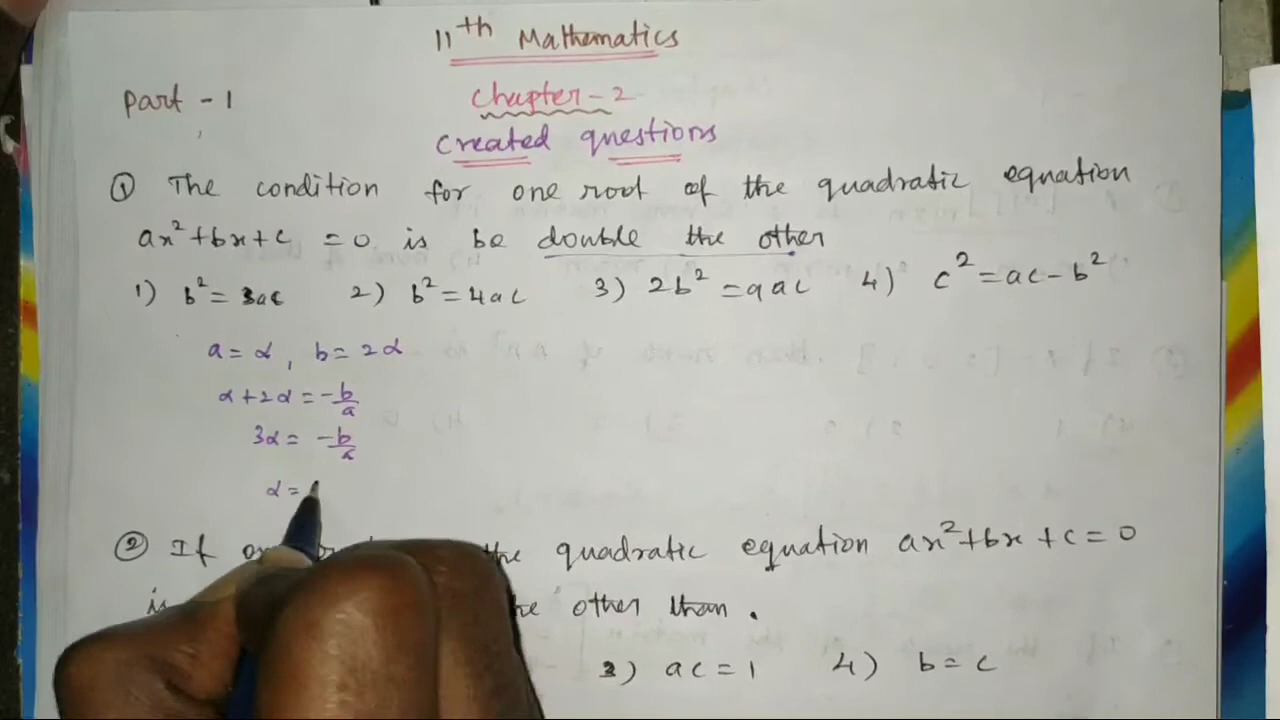 11th Mathematics
Part - 1
Chapter - 2
Created questions
① The condition for one root of the quadratic equation
ax²+bx+c = 0 is be double the other
1) b² = 3ac 2) b² = 4ac 3) 2b² = 9ac 4) c² = ac - b²
a = α , b = 2α
α + 2α = -b/a
3α = -b/a
α =
② If the quadratic equation ax²+bx+c = 0
is other than .
3) ac = 1 4) b = c